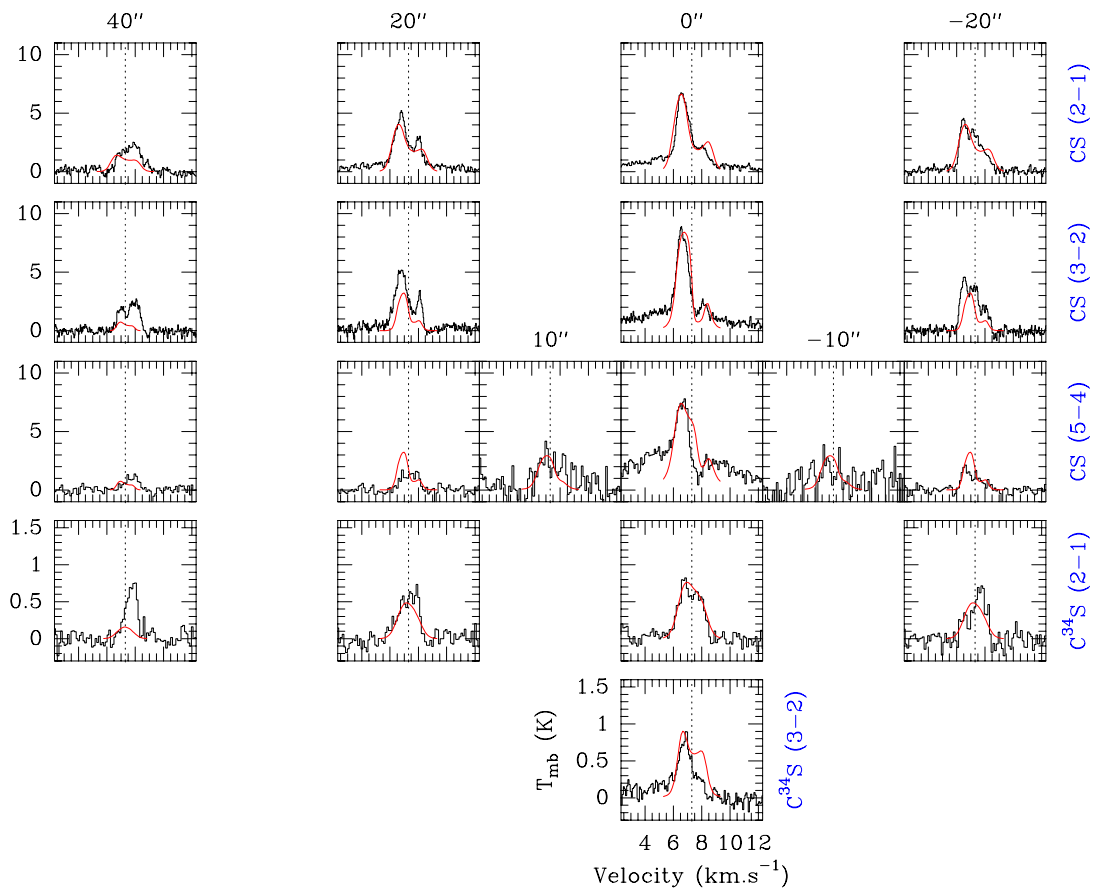 40″ 20″ 0″ −20″
10
5
0
CS (2−1)
10
5
0
CS (3−2)
10″ −10″
10
5
0
CS (5−4)
1.5
1
0.5
0
C³⁴S (2−1)
1.5
1
0.5
0
T_mb (K)
C³⁴S (3−2)
4 6 8 10 12
Velocity (km.s⁻¹)